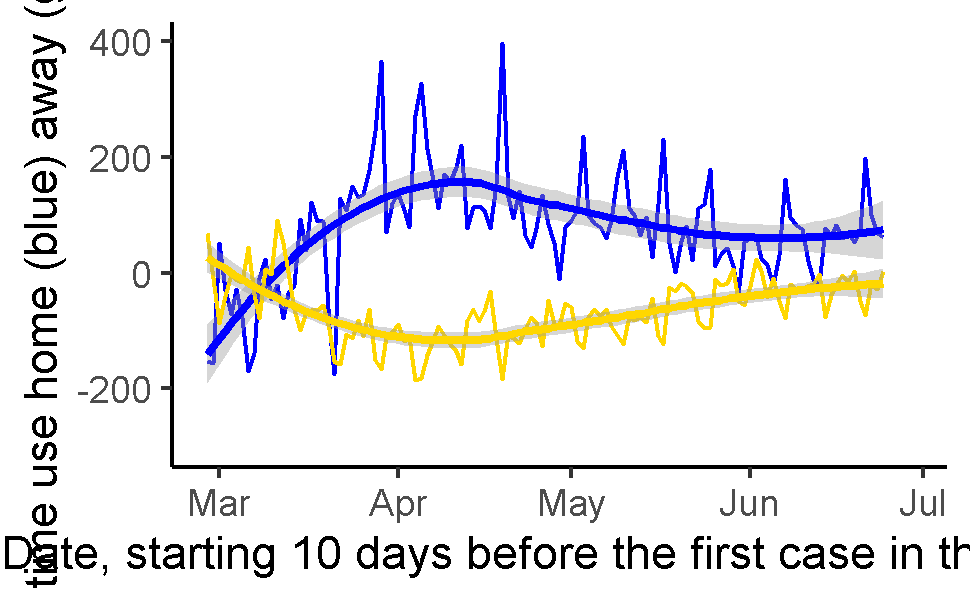 time use home (blue) away (
400
200
0
-200
Mar Apr May Jun Jul
Date, starting 10 days before the first case in th